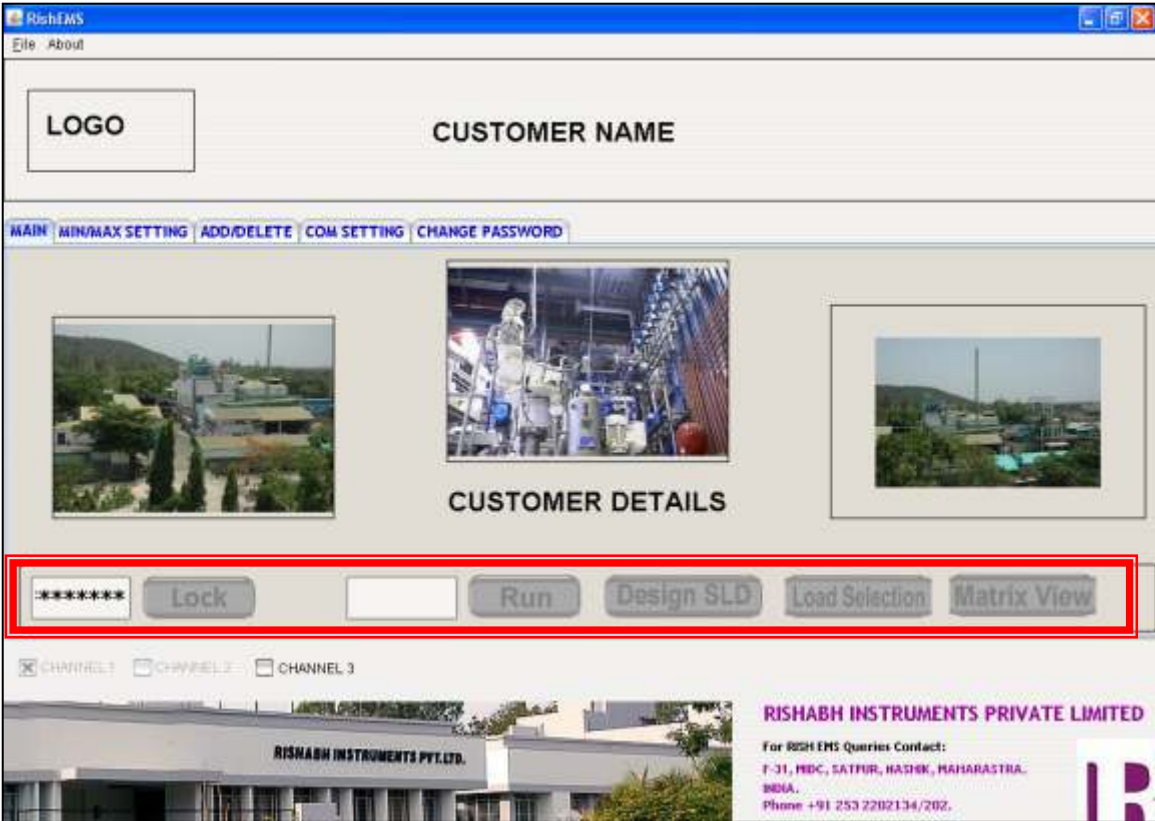 RishEMS
File About
LOGO
CUSTOMER NAME
MAIN MIN/MAX SETTING ADD/DELETE COM SETTING CHANGE PASSWORD
CUSTOMER DETAILS
:******* Lock Run Design SLD Load Selection Matrix View
CHANNEL 1 CHANNEL 2 CHANNEL 3
RISHABH INSTRUMENTS PVT.LTD.
RISHABH INSTRUMENTS PRIVATE LIMITED
For RISH EMS Queries Contact:
F-31, MIDC, SATPUR, NASHIK, MAHARASTRA.
INDIA.
Phone +91 253 2202134/202.